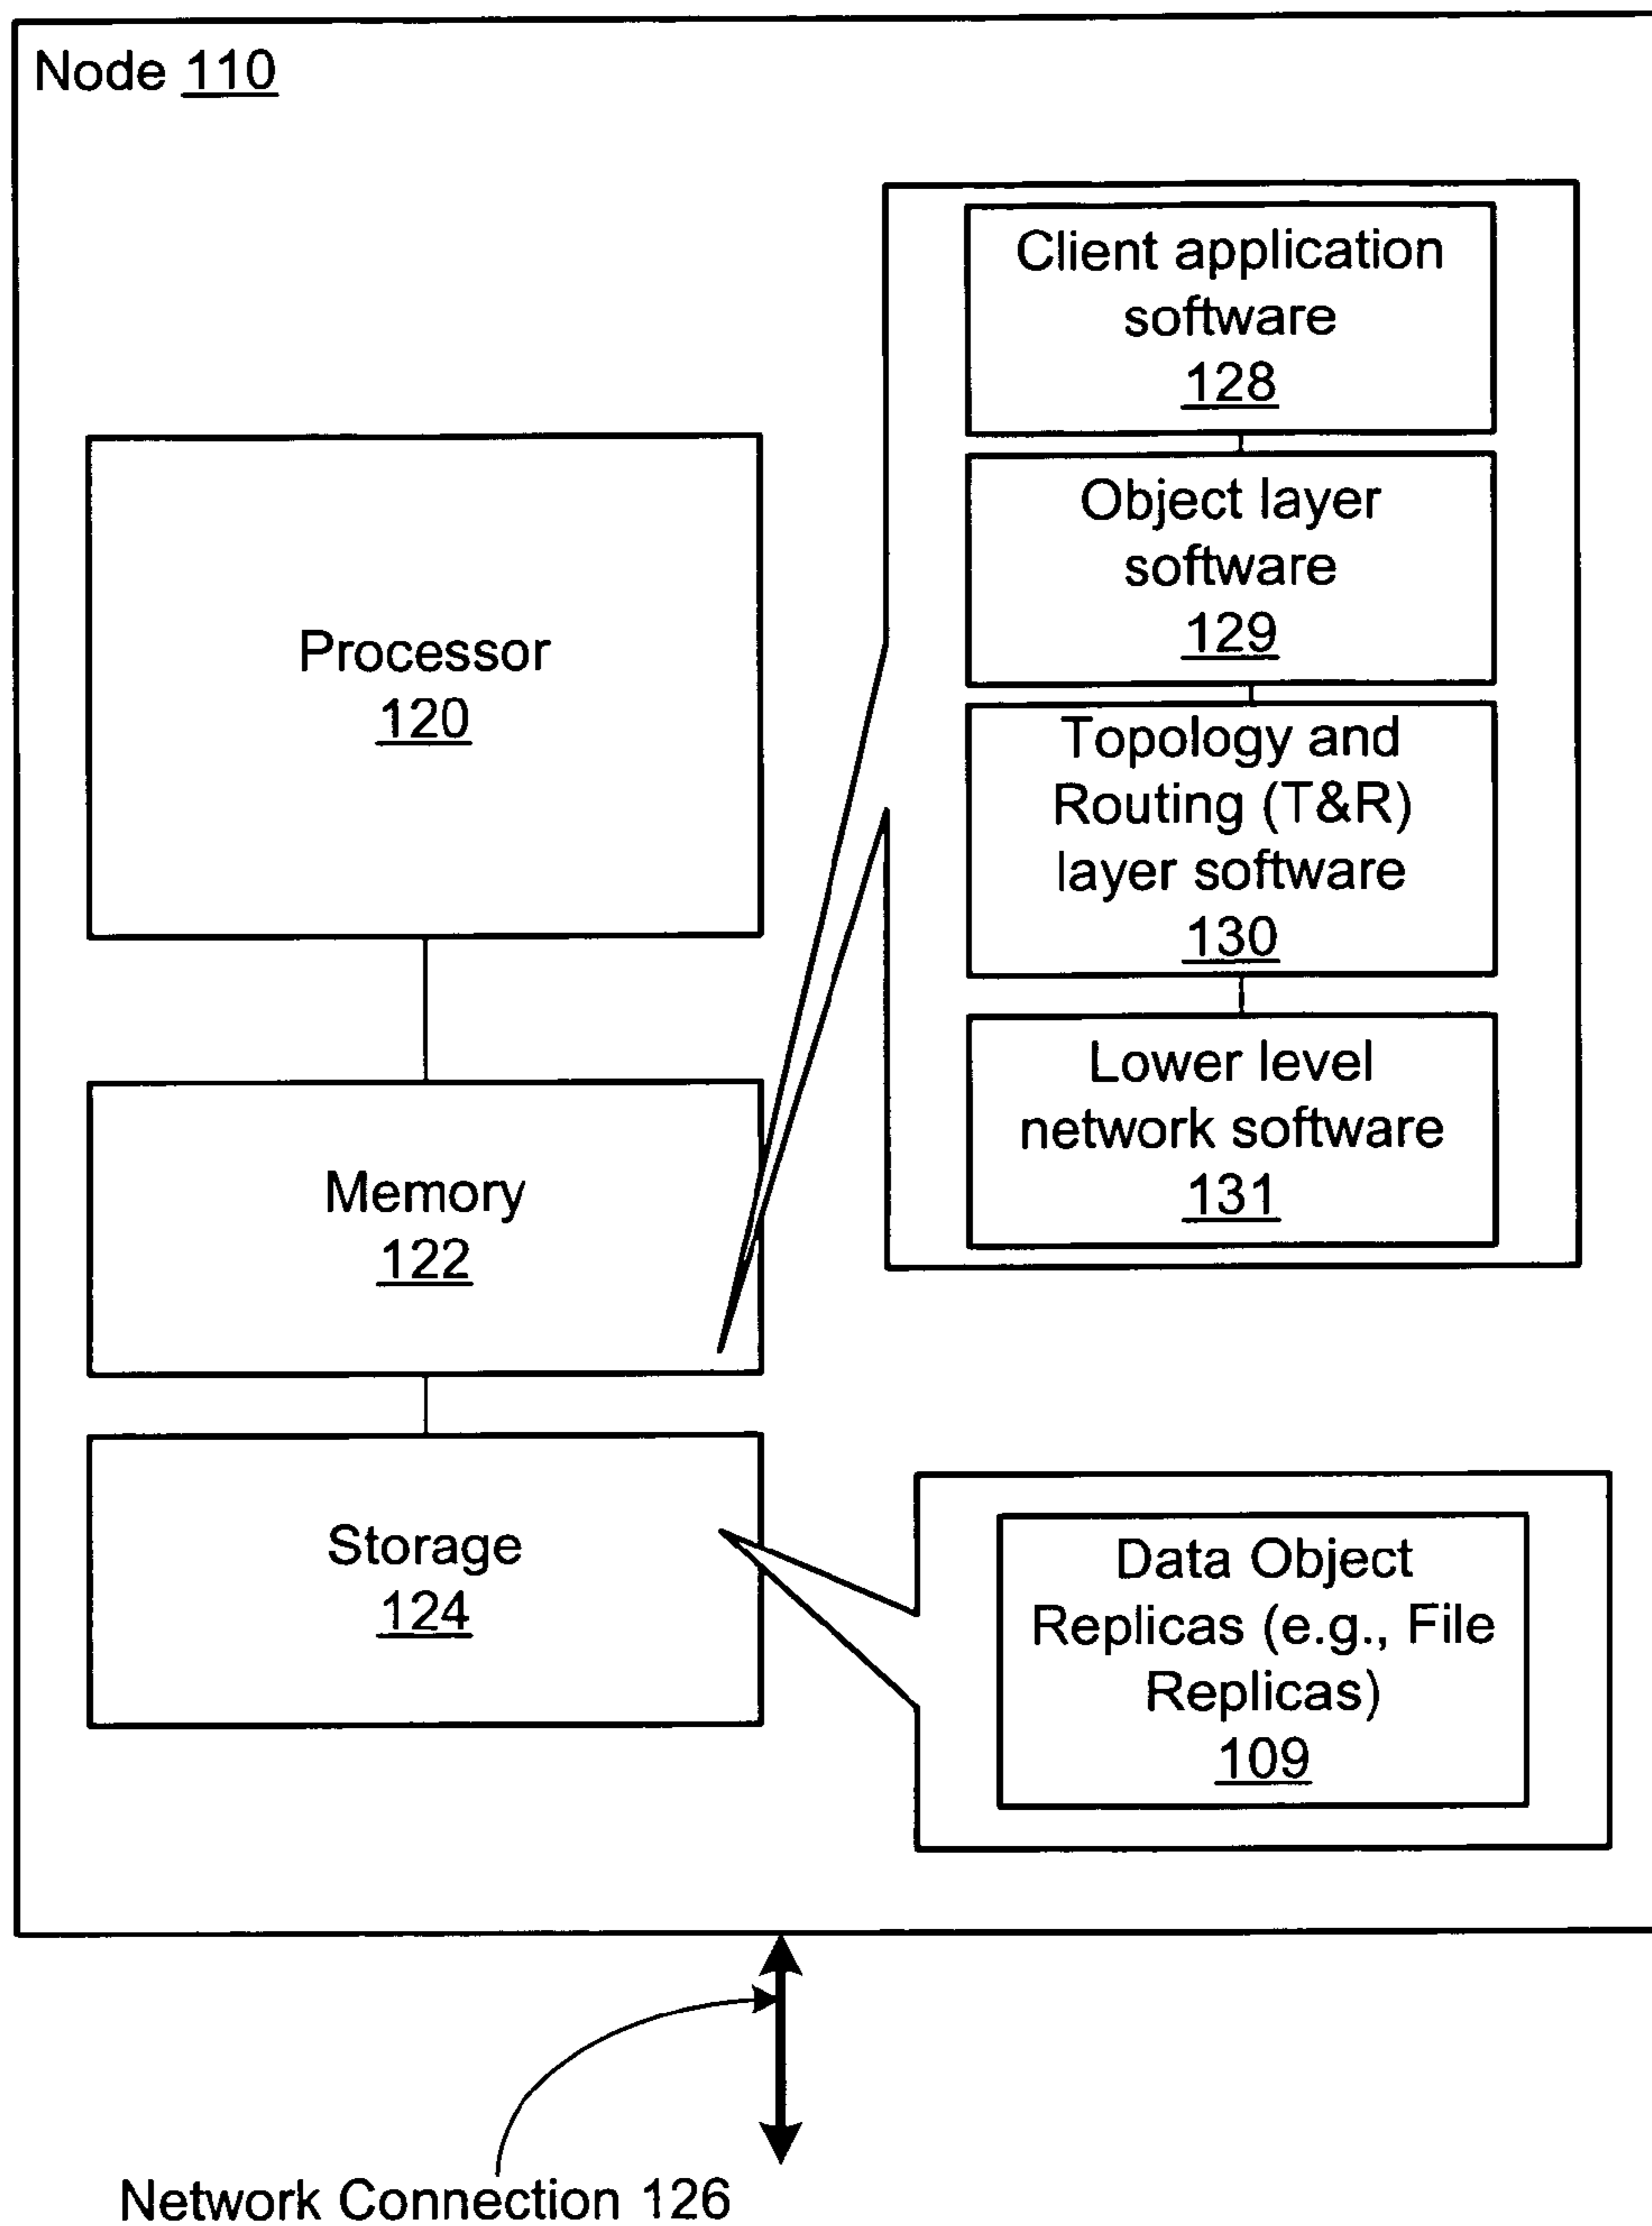 Node 110
Client application
software
128
Object layer
software
129
Topology and
Routing (T&R)
layer software
130
Lower level
network software
131
Processor
120
Memory
122
Storage
124
Data Object
Replicas (e.g., File
Replicas)
109
Network Connection 126